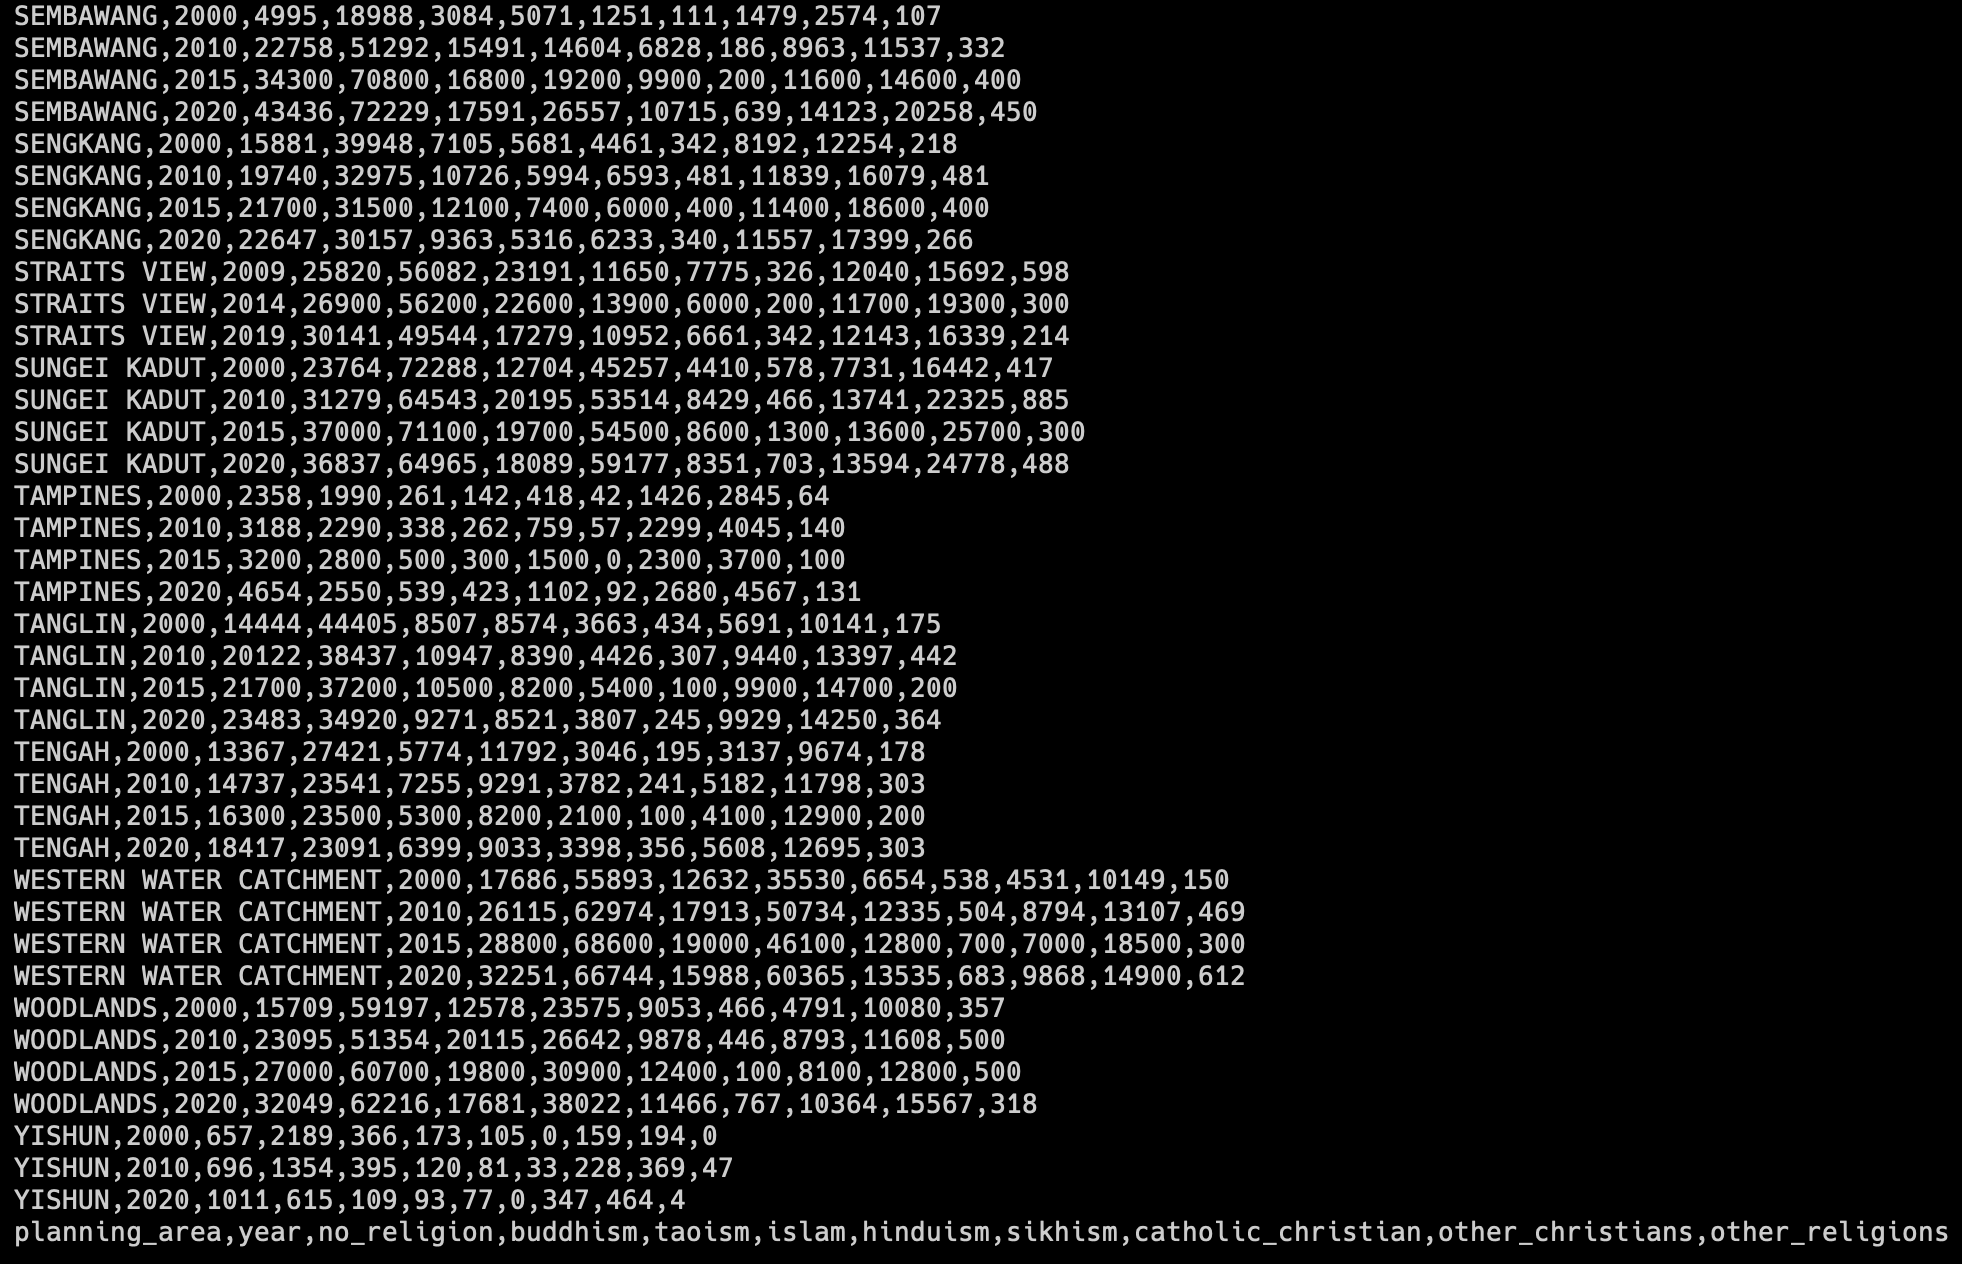 SEMBAWANG,2000,4995,18988,3084,5071,1251,111,1479,2574,107
SEMBAWANG,2010,22758,51292,15491,14604,6828,186,8963,11537,332
SEMBAWANG,2015,34300,70800,16800,19200,9900,200,11600,14600,400
SEMBAWANG,2020,43436,72229,17591,26557,10715,639,14123,20258,450
SENGKANG,2000,15881,39948,7105,5681,4461,342,8192,12254,218
SENGKANG,2010,19740,32975,10726,5994,6593,481,11839,16079,481
SENGKANG,2015,21700,31500,12100,7400,6000,400,11400,18600,400
SENGKANG,2020,22647,30157,9363,5316,6233,340,11557,17399,266
STRAITS VIEW,2009,25820,56082,23191,11650,7775,326,12040,15692,598
STRAITS VIEW,2014,26900,56200,22600,13900,6000,200,11700,19300,300
STRAITS VIEW,2019,30141,49544,17279,10952,6661,342,12143,16339,214
SUNGEI KADUT,2000,23764,72288,12704,45257,4410,578,7731,16442,417
SUNGEI KADUT,2010,31279,64543,20195,53514,8429,466,13741,22325,885
SUNGEI KADUT,2015,37000,71100,19700,54500,8600,1300,13600,25700,300
SUNGEI KADUT,2020,36837,64965,18089,59177,8351,703,13594,24778,488
TAMPINES,2000,2358,1990,261,142,418,42,1426,2845,64
TAMPINES,2010,3188,2290,338,262,759,57,2299,4045,140
TAMPINES,2015,3200,2800,500,300,1500,0,2300,3700,100
TAMPINES,2020,4654,2550,539,423,1102,92,2680,4567,131
TANGLIN,2000,14444,44405,8507,8574,3663,434,5691,10141,175
TANGLIN,2010,20122,38437,10947,8390,4426,307,9440,13397,442
TANGLIN,2015,21700,37200,10500,8200,5400,100,9900,14700,200
TANGLIN,2020,23483,34920,9271,8521,3807,245,9929,14250,364
TENGAH,2000,13367,27421,5774,11792,3046,195,3137,9674,178
TENGAH,2010,14737,23541,7255,9291,3782,241,5182,11798,303
TENGAH,2015,16300,23500,5300,8200,2100,100,4100,12900,200
TENGAH,2020,18417,23091,6399,9033,3398,356,5608,12695,303
WESTERN WATER CATCHMENT,2000,17686,55893,12632,35530,6654,538,4531,10149,150
WESTERN WATER CATCHMENT,2010,26115,62974,17913,50734,12335,504,8794,13107,469
WESTERN WATER CATCHMENT,2015,28800,68600,19000,46100,12800,700,7000,18500,300
WESTERN WATER CATCHMENT,2020,32251,66744,15988,60365,13535,683,9868,14900,612
WOODLANDS,2000,15709,59197,12578,23575,9053,466,4791,10080,357
WOODLANDS,2010,23095,51354,20115,26642,9878,446,8793,11608,500
WOODLANDS,2015,27000,60700,19800,30900,12400,100,8100,12800,500
WOODLANDS,2020,32049,62216,17681,38022,11466,767,10364,15567,318
YISHUN,2000,657,2189,366,173,105,0,159,194,0
YISHUN,2010,696,1354,395,120,81,33,228,369,47
YISHUN,2020,1011,615,109,93,77,0,347,464,4
planning_area,year,no_religion,buddhism,taoism,islam,hinduism,sikhism,catholic_christian,other_christians,other_religions